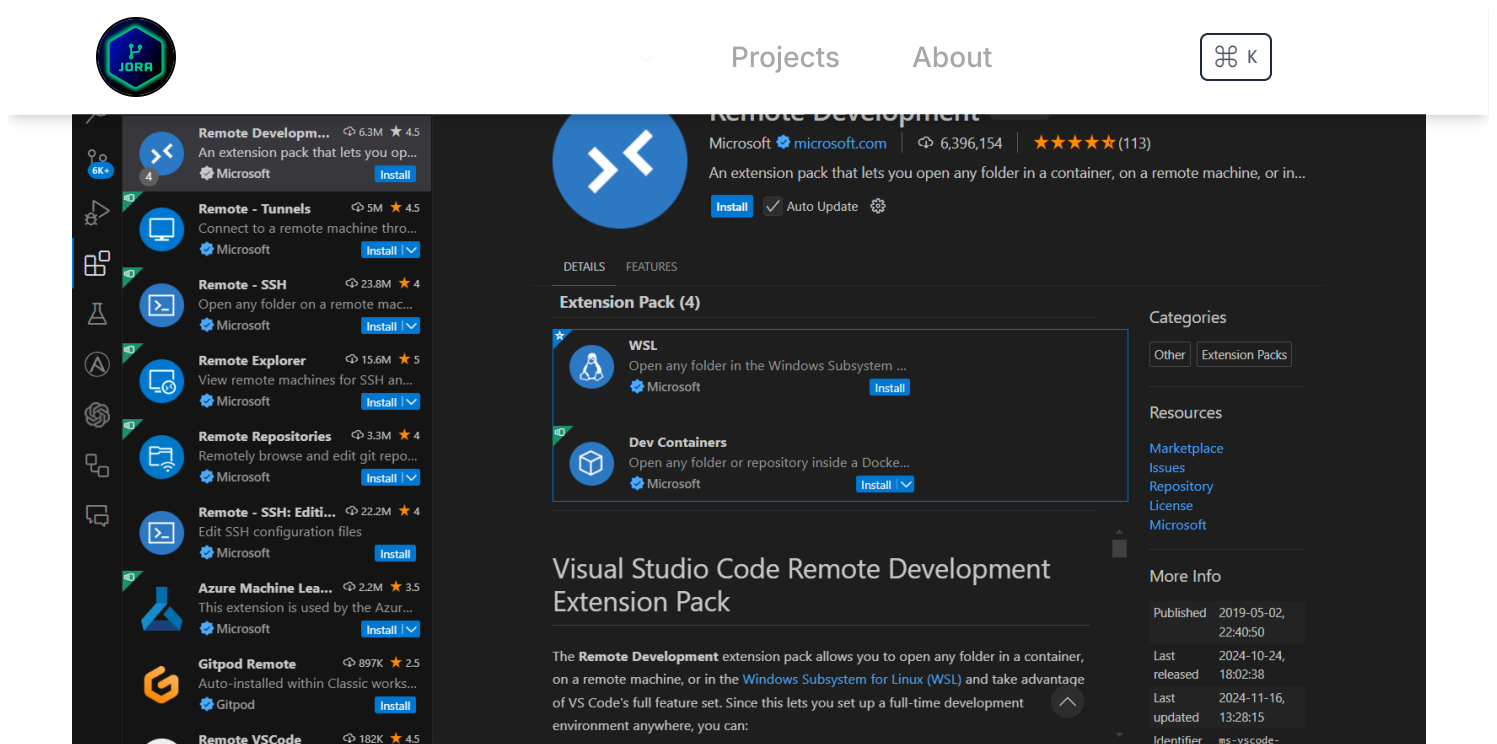 JORA
Projects
About
⌘ K
6K+
Remote Developm... 6.3M ★ 4.5
An extension pack that lets you op...
4
Microsoft Install
Remote - Tunnels 5M ★ 4.5
Connect to a remote machine thro...
Microsoft Install
Remote - SSH 23.8M ★ 4
Open any folder on a remote mac...
Microsoft Install
Remote Explorer 15.6M ★ 5
View remote machines for SSH an...
Microsoft Install
Remote Repositories 3.3M ★ 4
Remotely browse and edit git repo...
Microsoft Install
Remote - SSH: Editi... 22.2M ★ 4
Edit SSH configuration files
Microsoft Install
Azure Machine Lea... 2.2M ★ 3.5
This extension is used by the Azur...
Microsoft Install
Gitpod Remote 897K ★ 2.5
Auto-installed within Classic works...
Gitpod Install
Remote VSCode 182K ★ 4.5
Remote Development
Microsoft microsoft.com 6,396,154 ★★★★★(113)
An extension pack that lets you open any folder in a container, on a remote machine, or in...
Install Auto Update
DETAILS FEATURES
Extension Pack (4)
WSL
Open any folder in the Windows Subsystem ...
Microsoft Install
Dev Containers
Open any folder or repository inside a Docke...
Microsoft Install
Visual Studio Code Remote Development
Extension Pack
The Remote Development extension pack allows you to open any folder in a container,
on a remote machine, or in the Windows Subsystem for Linux (WSL) and take advantage
of VS Code's full feature set. Since this lets you set up a full-time development
environment anywhere, you can:
Categories
Other Extension Packs
Resources
Marketplace
Issues
Repository
License
Microsoft
More Info
Published 2019-05-02,
22:40:50
Last 2024-10-24,
released 18:02:38
Last 2024-11-16,
updated 13:28:15
Identifier ms-vscode-